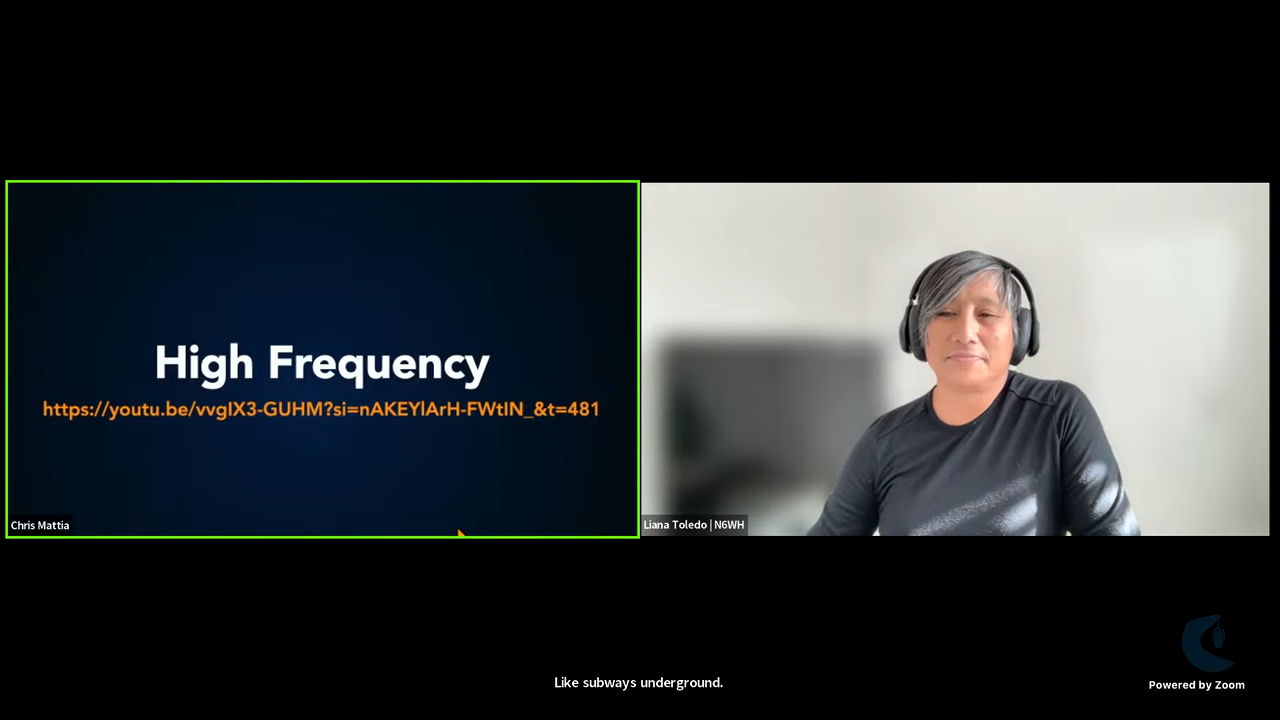 High Frequency
https://youtu.be/vvgIX3-GUHM?si=nAKEYlArH-FWtIN_&t=481
Chris Mattia
Liana Toledo | N6WH
Like subways underground.
Powered by Zoom